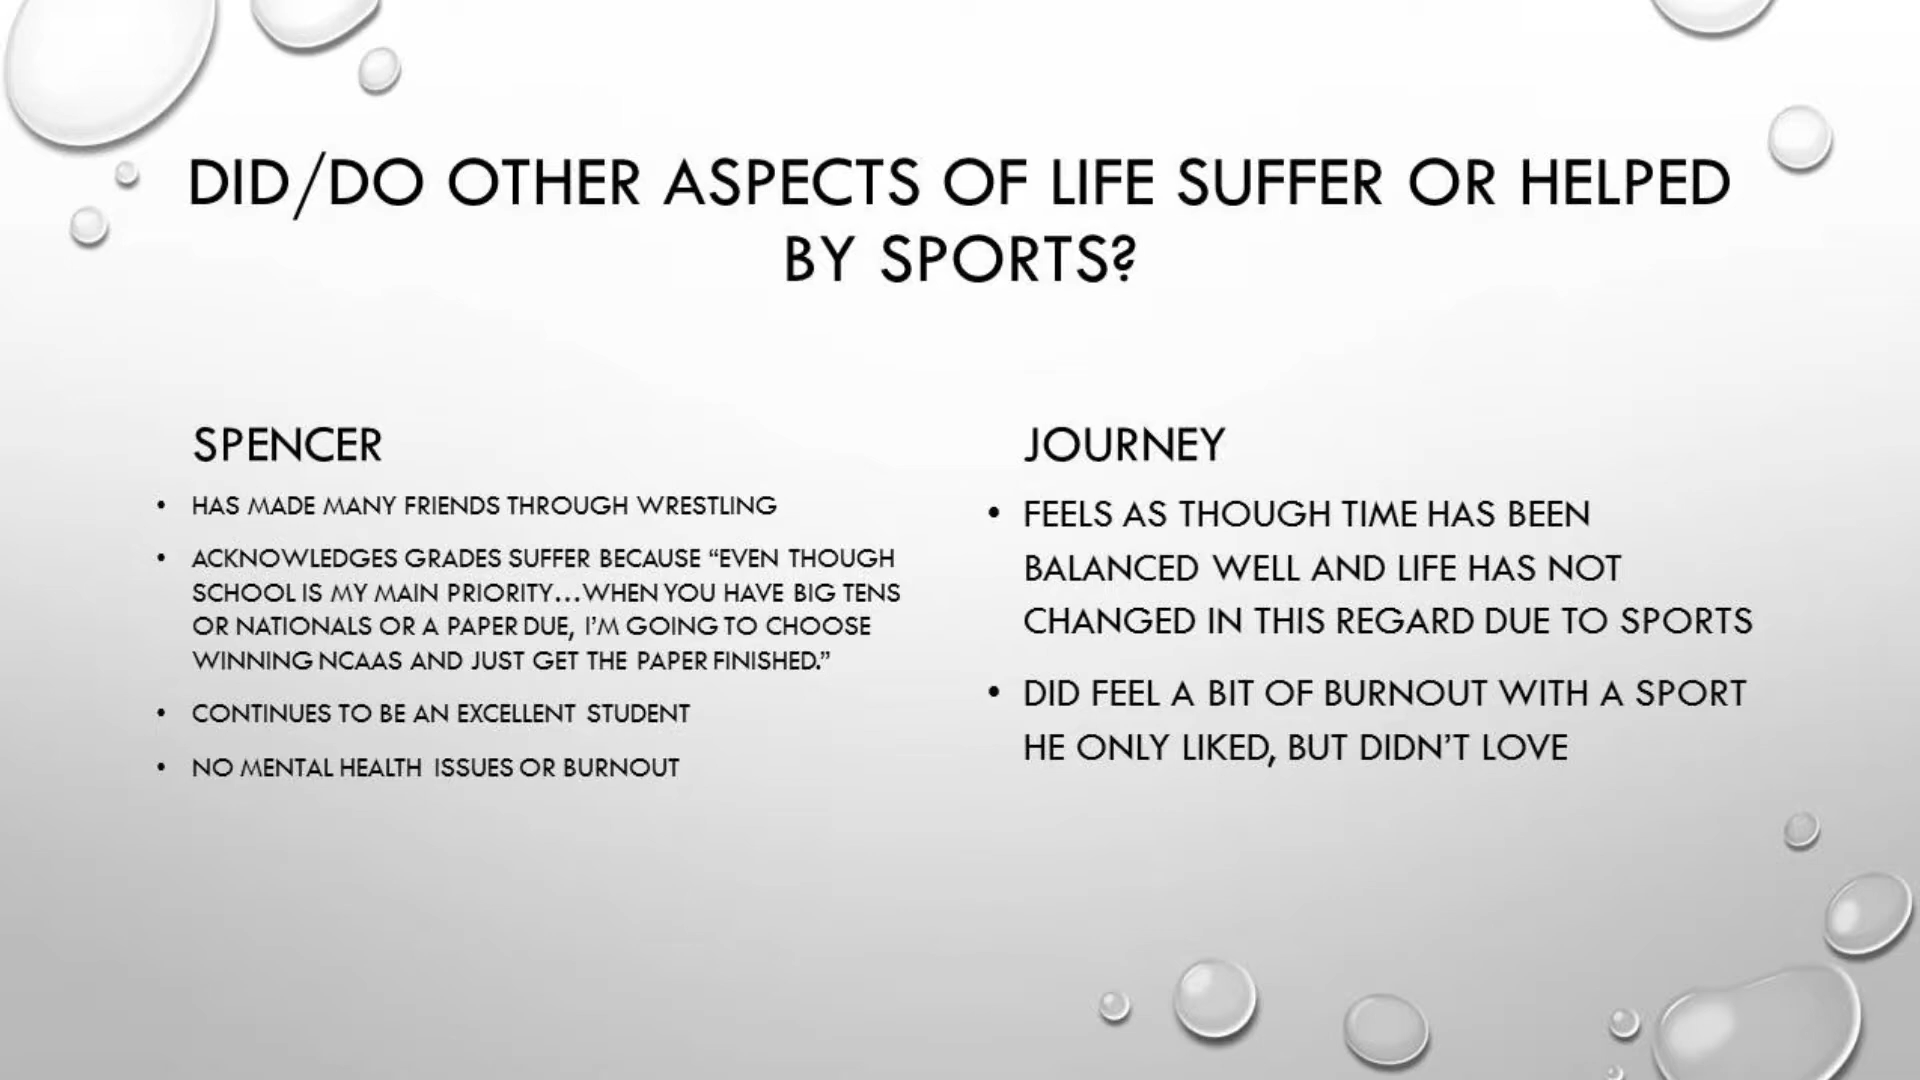 DID/DO OTHER ASPECTS OF LIFE SUFFER OR HELPED
BY SPORTS?
SPENCER
• HAS MADE MANY FRIENDS THROUGH WRESTLING
• ACKNOWLEDGES GRADES SUFFER BECAUSE “EVEN THOUGH
SCHOOL IS MY MAIN PRIORITY…WHEN YOU HAVE BIG TENS
OR NATIONALS OR A PAPER DUE, I’M GOING TO CHOOSE
WINNING NCAAS AND JUST GET THE PAPER FINISHED.”
• CONTINUES TO BE AN EXCELLENT STUDENT
• NO MENTAL HEALTH ISSUES OR BURNOUT
JOURNEY
• FEELS AS THOUGH TIME HAS BEEN
BALANCED WELL AND LIFE HAS NOT
CHANGED IN THIS REGARD DUE TO SPORTS
• DID FEEL A BIT OF BURNOUT WITH A SPORT
HE ONLY LIKED, BUT DIDN’T LOVE